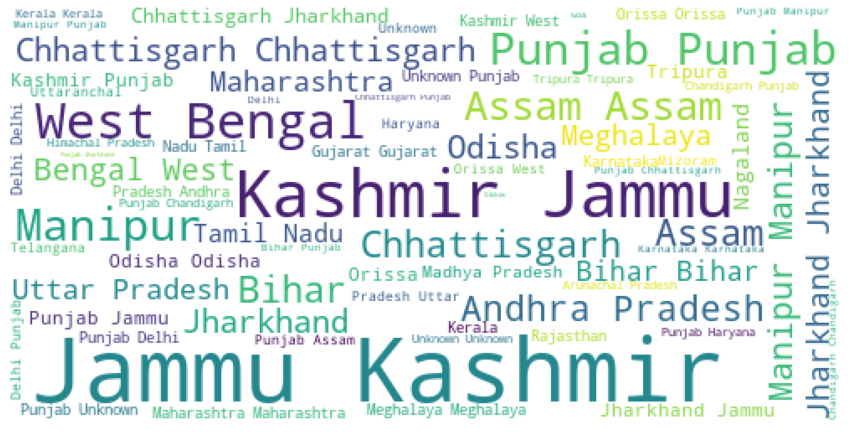 Kerala Kerala
Chhattisgarh Jharkhand
Kashmir West
Goa
Orissa Orissa
Punjab Manipur
Manipur Punjab
Unknown
Chhattisgarh Chhattisgarh
Punjab Punjab
Kashmir Punjab
Maharashtra
Unknown Punjab
Tripura
Tripura Tripura
Chandigarh Punjab
Uttaranchal
Delhi
Chhattisgarh Punjab
West Bengal
Assam Assam
Delhi Delhi
Haryana
Nagaland
Manipur Manipur
Jharkhand Jharkhand
Himachal Pradesh
Nadu Tamil
Gujarat Gujarat
Odisha
Meghalaya
Punjab Jharkhand
Bengal West
Orissa West
Karnataka
Mizoram
Punjab Chhattisgarh
Pradesh Andhra
Punjab Chandigarh
Kashmir Jammu
Sikkim
Manipur
Tamil Nadu
Chhattisgarh
Assam
Telangana
Bihar Punjab
Karnataka Karnataka
Odisha Odisha
Orissa
Madhya Pradesh
Bihar Bihar
Uttar Pradesh
Bihar
Pradesh Uttar
Arunachal Pradesh
Andhra Pradesh
Delhi Punjab
Punjab Jammu
Jharkhand
Kerala
Punjab Delhi
Punjab Assam
Unknown Unknown
Rajasthan
Punjab Haryana
Chandigarh Chandigarh
Jammu Kashmir
Punjab Unknown
Maharashtra Maharashtra
Meghalaya Meghalaya
Jharkhand Jammu